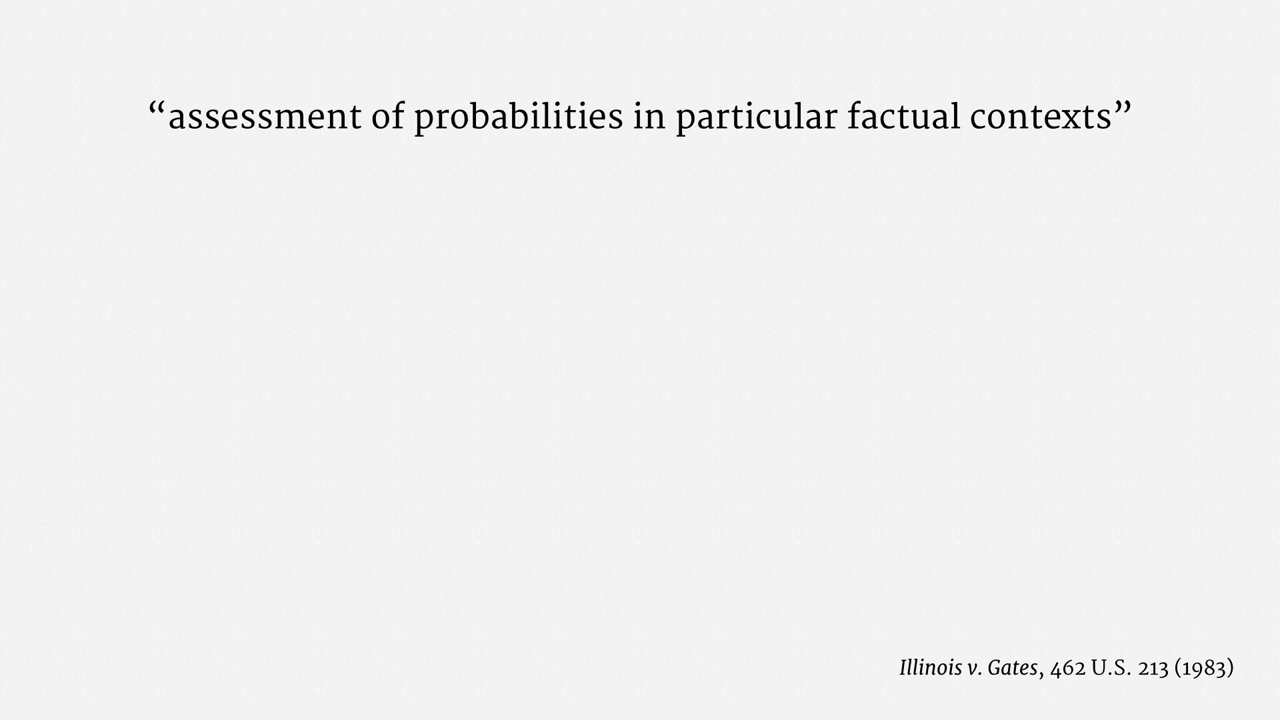 “assessment of probabilities in particular factual contexts”
Illinois v. Gates, 462 U.S. 213 (1983)